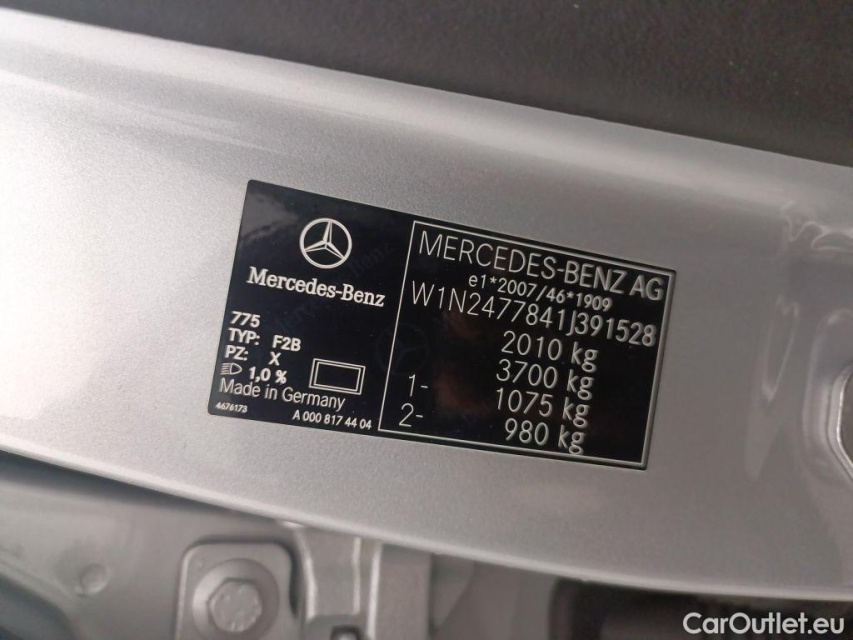 Mercedes-Benz
775
TYP: F2B
PZ: X
1,0 %
Made in Germany
4676173
A 000 817 44 04
MERCEDES-BENZ AG
e1*2007/46*1909
W1N2477841J391528
2010 kg
3700 kg
1- 1075 kg
2- 980 kg
CarOutlet.eu